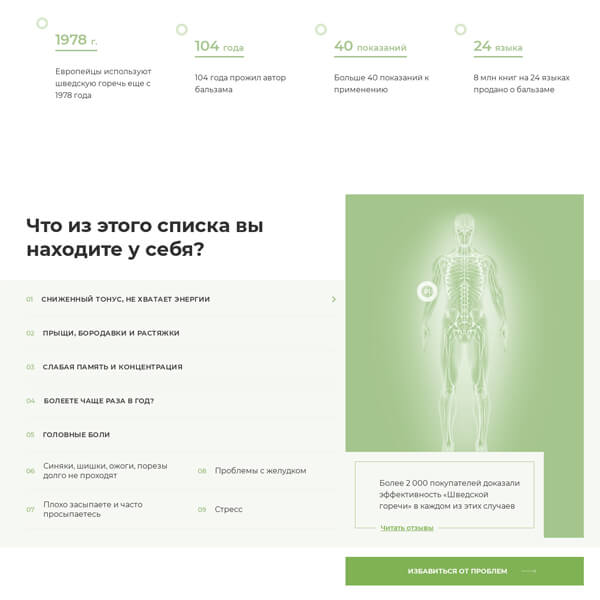 1978 г.
Европейцы используют
шведскую горечь еще с
1978 года
104 года
104 года прожил автор
бальзама
40 показаний
Больше 40 показаний к
применению
24 языка
8 млн книг на 24 языках
продано о бальзаме
Что из этого списка вы
находите у себя?
01 СНИЖЕННЫЙ ТОНУС, НЕ ХВАТАЕТ ЭНЕРГИИ
02 ПРЫЩИ, БОРОДАВКИ И РАСТЯЖКИ
03 СЛАБАЯ ПАМЯТЬ И КОНЦЕНТРАЦИЯ
04 БОЛЕЕТЕ ЧАЩЕ РАЗА В ГОД?
05 ГОЛОВНЫЕ БОЛИ
06 Синяки, шишки, ожоги, порезы
долго не проходят
07 Плохо засыпаете и часто
просыпаетесь
08 Проблемы с желудком
09 Стресс
Более 2 000 покупателей доказали
эффективность «Шведской
горечи» в каждом из этих случаев
Читать отзывы
ИЗБАВИТЬСЯ ОТ ПРОБЛЕМ